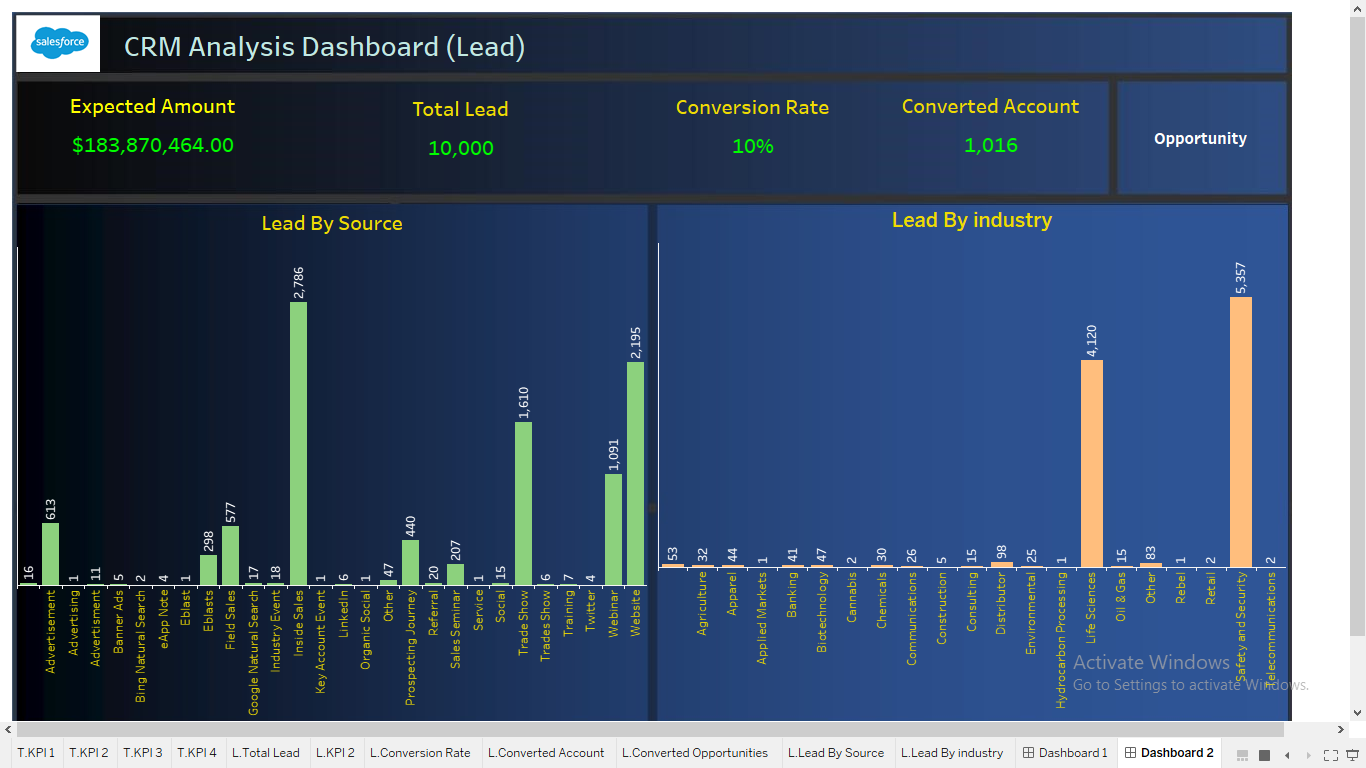 salesforce
CRM Analysis Dashboard (Lead)
Expected Amount
$183,870,464.00
Total Lead
10,000
Conversion Rate
10%
Converted Account
1,016
Opportunity
Lead By Source
16
613
1
11
5
2
4
1
298
577
17
18
2,786
1
6
1
47
440
20
207
1
15
1,610
6
7
4
1,091
2,195
Advertisement
Advertising
Advertisment
Banner Ads
Bing Natural Search
eApp Note
Eblast
Eblasts
Field Sales
Google Natural Search
Industry Event
Inside Sales
Key Account Event
LinkedIn
Organic Social
Other
Prospecting Journey
Referral
Sales Seminar
Service
Social
Trade Show
Trades Show
Training
Twitter
Webinar
Website
Lead By industry
53
32
44
1
41
47
2
30
26
5
15
98
25
1
4,120
15
83
1
2
5,357
2
Agriculture
Apparel
Applied Markets
Banking
Biotechnology
Cannabis
Chemicals
Communications
Construction
Consulting
Distributor
Environmental
Hydrocarbon Processing
Life Sciences
Oil & Gas
Other
Rebel
Retail
Safety and Security
Telecommunications
Activate Windows
Go to Settings to activate Windows.
T.KPI 1 T.KPI 2 T.KPI 3 T.KPI 4 L.Total Lead L.KPI 2 L.Conversion Rate L.Converted Account L.Converted Opportunities L.Lead By Source L.Lead By industry Dashboard 1 Dashboard 2